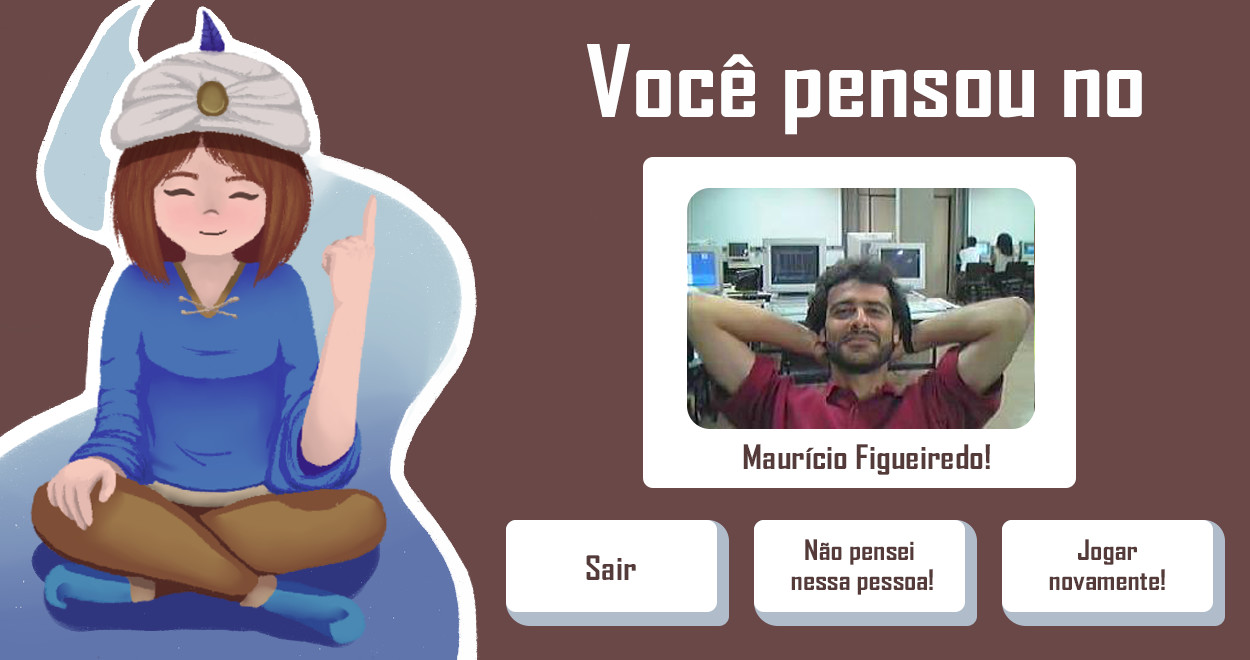 Você pensou no
Maurício Figueiredo!
Sair
Não pensei
nessa pessoa!
Jogar
novamente!